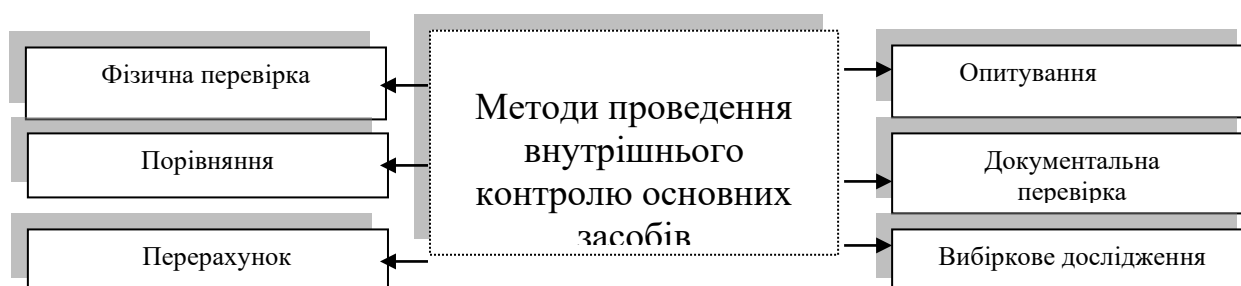 Фізична перевірка
Порівняння
Перерахунок
Методи проведення
внутрішнього
контролю основних
засобів
Опитування
Документальна
перевірка
Вибіркове дослідження